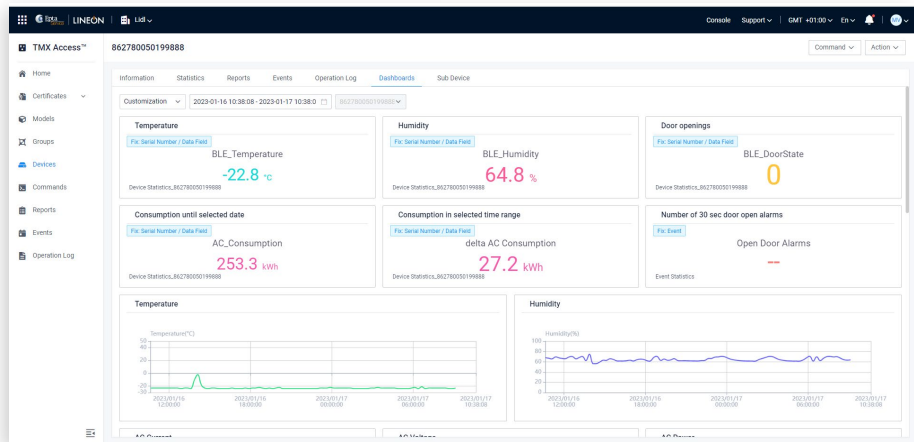 Epta LINEON Lidl Console Support GMT +01:00 En MV
TMX Access™
862780050199888
Command Action
Home
Certificates
Models
Groups
Devices
Commands
Reports
Events
Operation Log
Information Statistics Reports Events Operation Log Dashboards Sub Device
Customization 2023-01-16 10:38:08 - 2023-01-17 10:38:0 862780050199888
Temperature
Fix: Serial Number / Data Field
BLE_Temperature
-22.8 °C
Device Statistics_862780050199888
Humidity
Fix: Serial Number / Data Field
BLE_Humidity
64.8 %
Device Statistics_862780050199888
Door openings
Fix: Serial Number / Data Field
BLE_DoorState
0
Device Statistics_862780050199888
Consumption until selected date
Fix: Serial Number / Data Field
AC_Consumption
253.3 kWh
Device Statistics_862780050199888
Consumption in selected time range
Fix: Serial Number / Data Field
delta AC Consumption
27.2 kWh
Device Statistics_862780050199888
Number of 30 sec door open alarms
Fix: Event
Open Door Alarms
--
Event Statistics
Temperature
Temperature(°C)
50
40
20
0
-20
-30
2023/01/16 2023/01/16 2023/01/17 2023/01/17 2023/01/17
12:00:00 18:00:00 00:00:00 06:00:00 10:38:08
Humidity
Humidity(%)
100
80
60
40
20
0
2023/01/16 2023/01/16 2023/01/17 2023/01/17 2023/01/17
12:00:00 18:00:00 00:00:00 06:00:00 10:38:08
AC Current
AC Voltage
AC Power